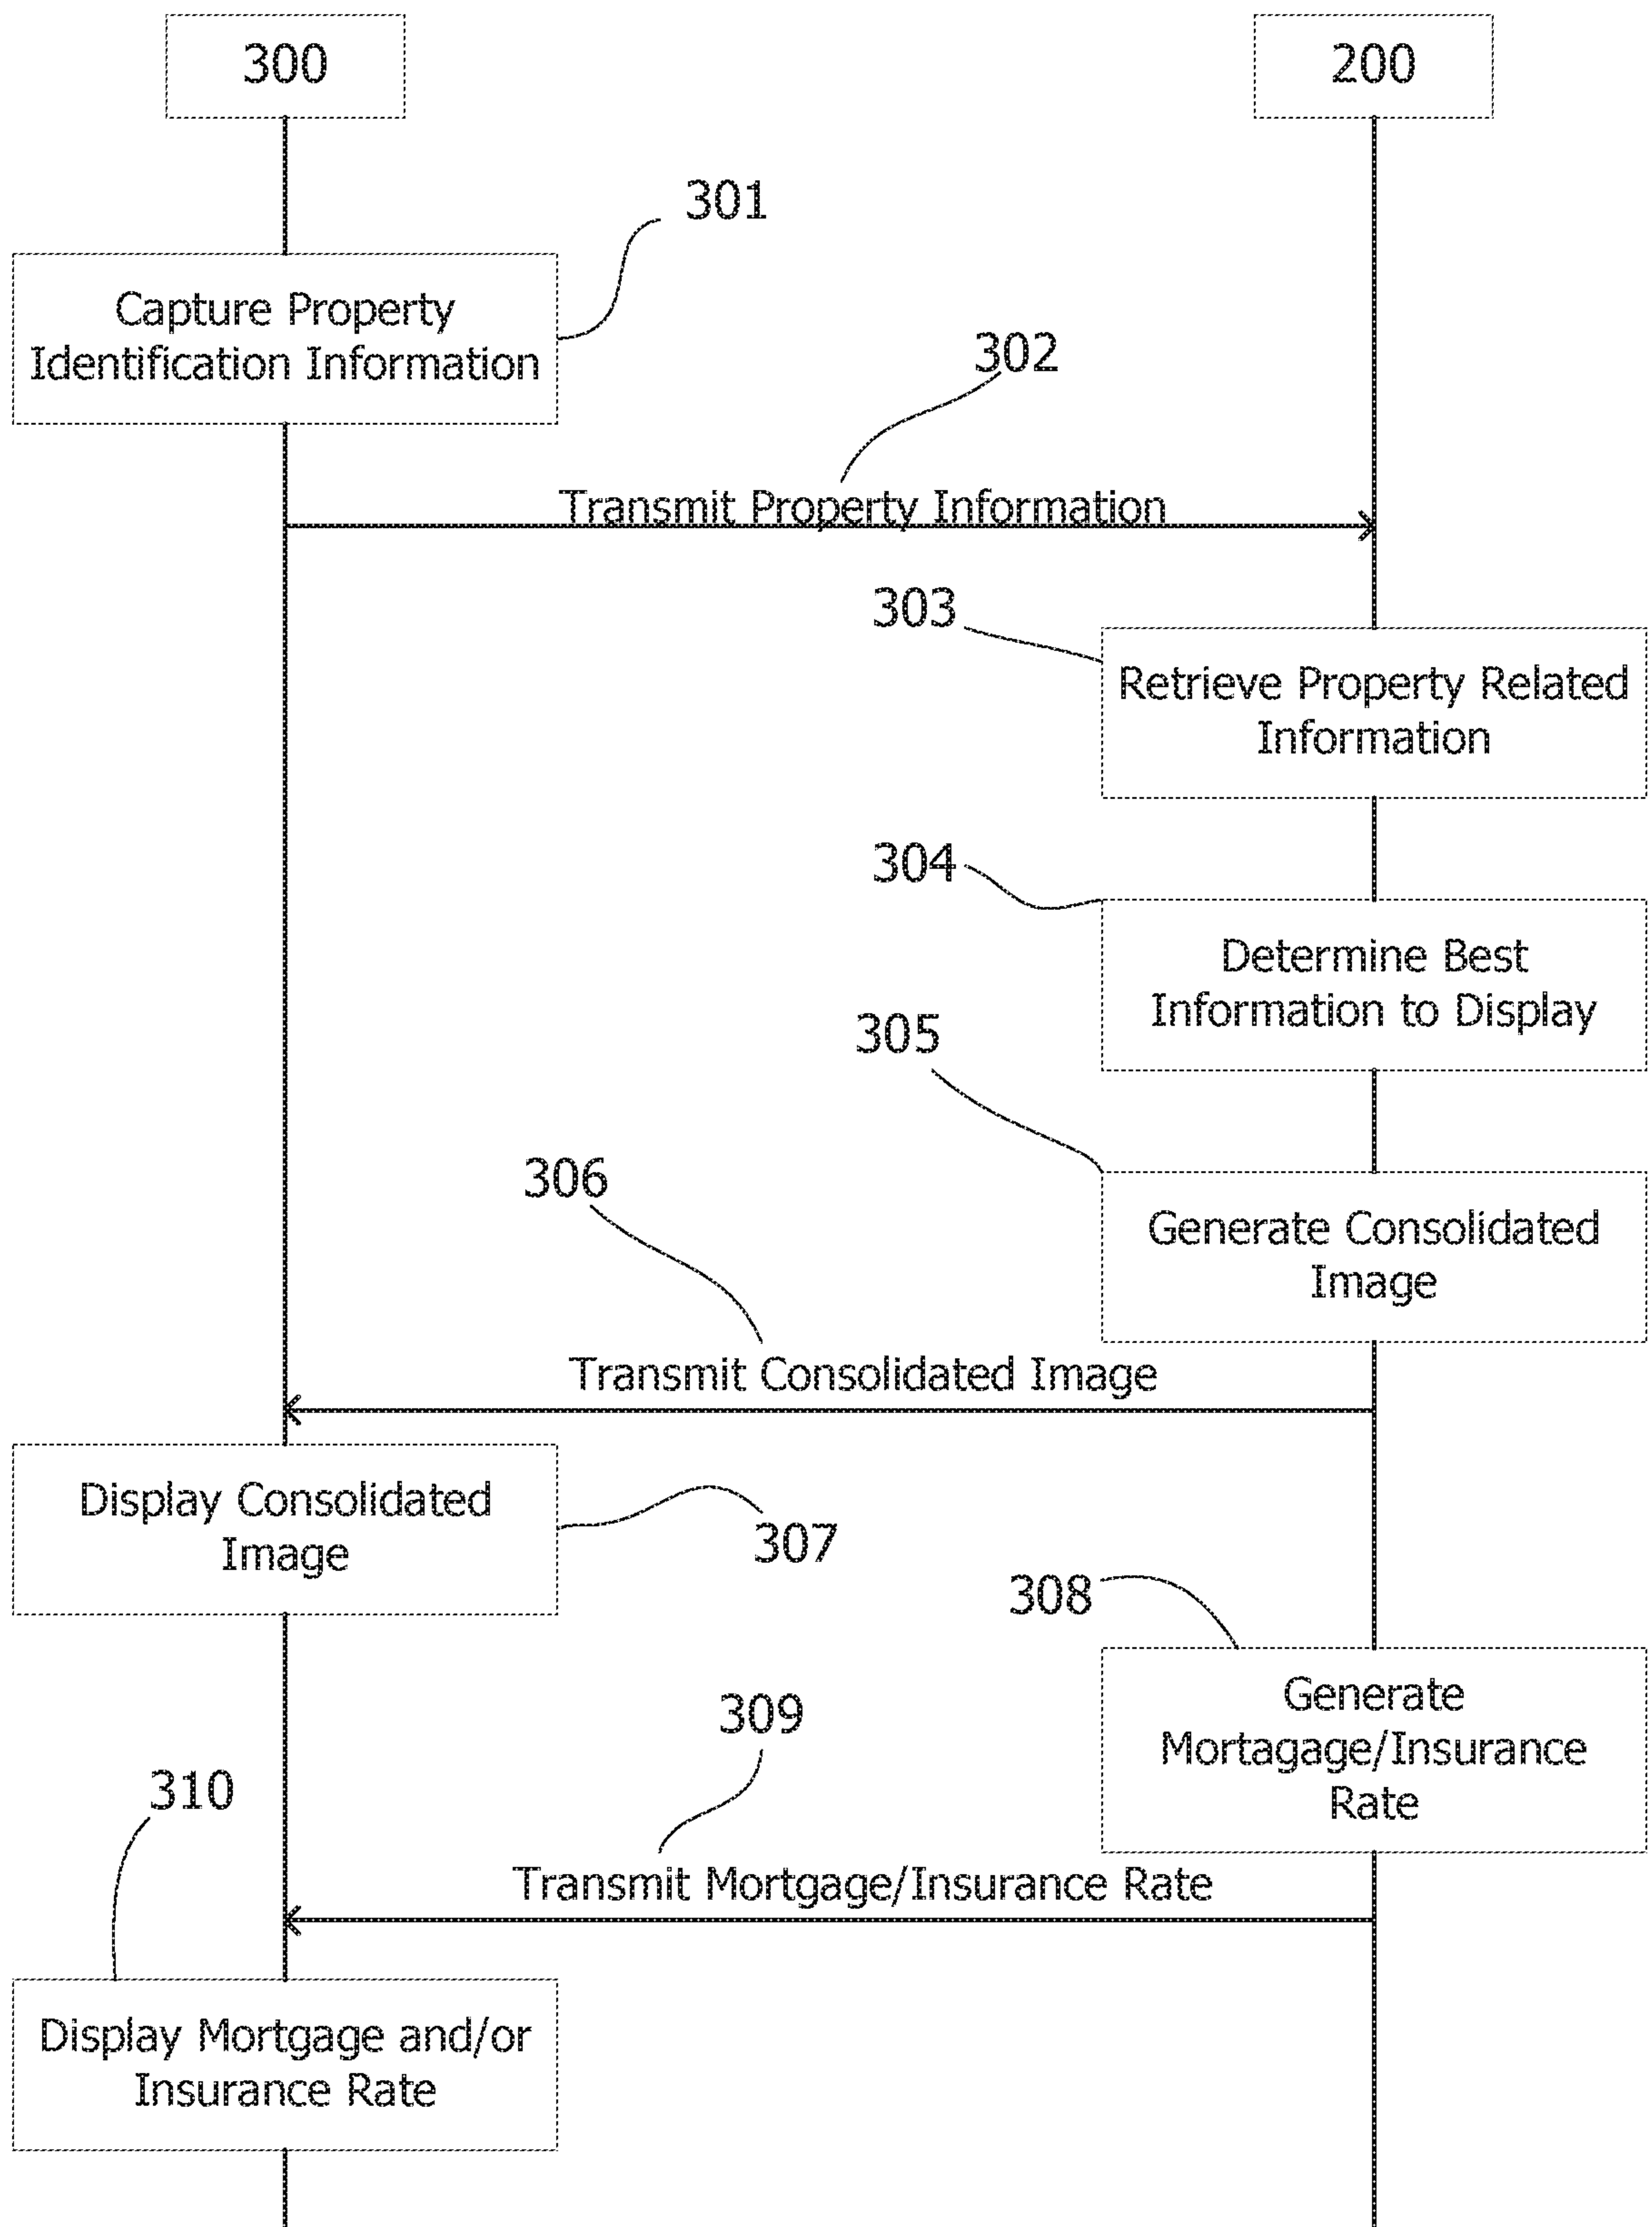 300
200
301
Capture Property
Identification Information
302
Transmit Property Information
303
Retrieve Property Related
Information
304
Determine Best
Information to Display
305
Generate Consolidated
Image
306
Transmit Consolidated Image
Display Consolidated
Image
307
308
Generate
Mortagage/Insurance
Rate
309
Transmit Mortgage/Insurance Rate
310
Display Mortgage and/or
Insurance Rate